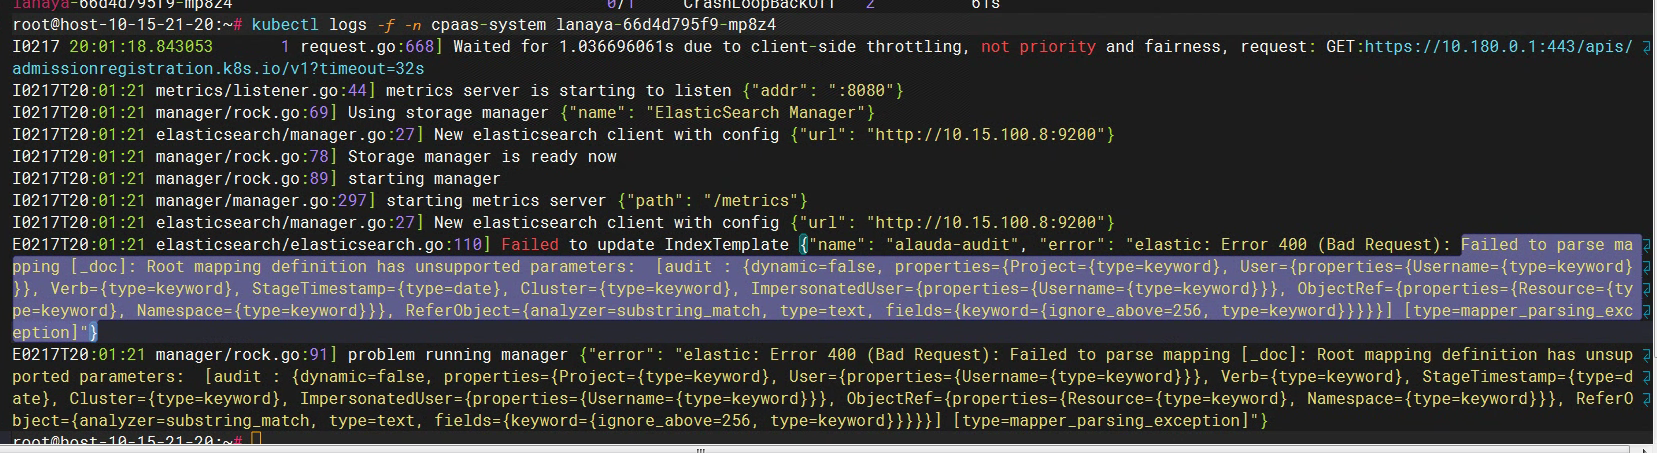 lanaya-66d4d795f9-mp8z4 0/1 CrashLoopBackOff 2 61s
root@host-10-15-21-20:~# kubectl logs -f -n cpaas-system lanaya-66d4d795f9-mp8z4
I0217 20:01:18.843053       1 request.go:668] Waited for 1.036696061s due to client-side throttling, not priority and fairness, request: GET:https://10.180.0.1:443/apis/
admissionregistration.k8s.io/v1?timeout=32s
I0217T20:01:21 metrics/listener.go:44] metrics server is starting to listen {"addr": ":8080"}
I0217T20:01:21 manager/rock.go:69] Using storage manager {"name": "ElasticSearch Manager"}
I0217T20:01:21 elasticsearch/manager.go:27] New elasticsearch client with config {"url": "http://10.15.100.8:9200"}
I0217T20:01:21 manager/rock.go:78] Storage manager is ready now
I0217T20:01:21 manager/rock.go:89] starting manager
I0217T20:01:21 manager/manager.go:297] starting metrics server {"path": "/metrics"}
I0217T20:01:21 elasticsearch/manager.go:27] New elasticsearch client with config {"url": "http://10.15.100.8:9200"}
E0217T20:01:21 elasticsearch/elasticsearch.go:110] Failed to update IndexTemplate {"name": "alauda-audit", "error": "elastic: Error 400 (Bad Request): Failed to parse ma
pping [_doc]: Root mapping definition has unsupported parameters:  [audit : {dynamic=false, properties={Project={type=keyword}, User={properties={Username={type=keyword}
}}, Verb={type=keyword}, StageTimestamp={type=date}, Cluster={type=keyword}, ImpersonatedUser={properties={Username={type=keyword}}}, ObjectRef={properties={Resource={ty
pe=keyword}, Namespace={type=keyword}}}, ReferObject={analyzer=substring_match, type=text, fields={keyword={ignore_above=256, type=keyword}}}}}] [type=mapper_parsing_exc
eption]"}
E0217T20:01:21 manager/rock.go:91] problem running manager {"error": "elastic: Error 400 (Bad Request): Failed to parse mapping [_doc]: Root mapping definition has unsup
ported parameters:  [audit : {dynamic=false, properties={Project={type=keyword}, User={properties={Username={type=keyword}}}, Verb={type=keyword}, StageTimestamp={type=d
ate}, Cluster={type=keyword}, ImpersonatedUser={properties={Username={type=keyword}}}, ObjectRef={properties={Resource={type=keyword}, Namespace={type=keyword}}}, ReferO
bject={analyzer=substring_match, type=text, fields={keyword={ignore_above=256, type=keyword}}}}}] [type=mapper_parsing_exception]"}
root@host-10-15-21-20:~#